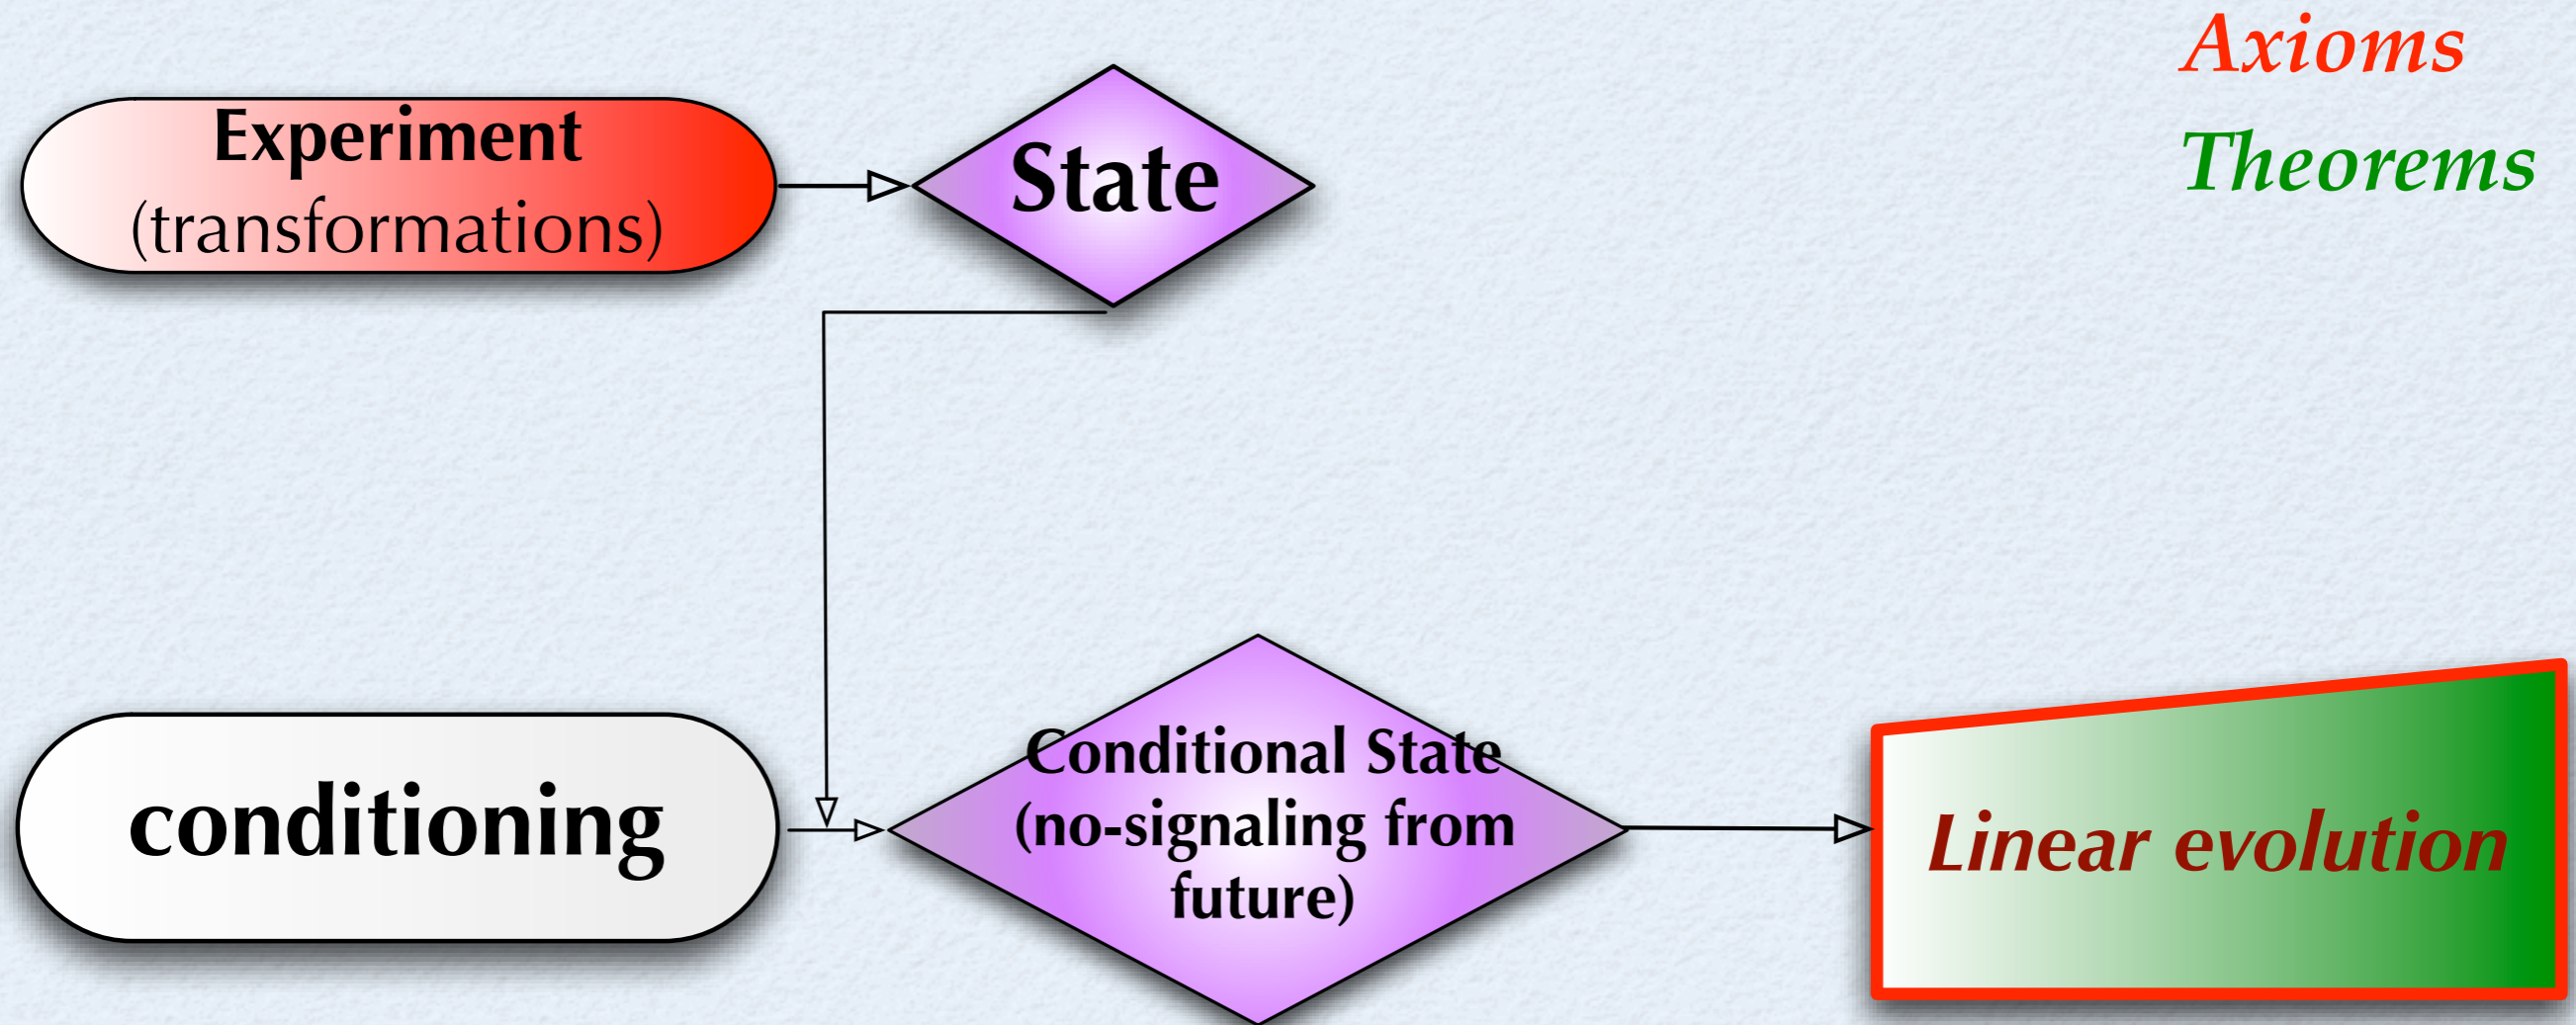 Axioms
Theorems
Experiment
(transformations)
State
conditioning
Conditional State
(no-signaling from
future)
Linear evolution